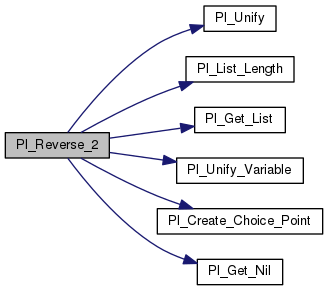 Pl_Unify
Pl_List_Length
Pl_Get_List
Pl_Reverse_2
Pl_Unify_Variable
Pl_Create_Choice_Point
Pl_Get_Nil